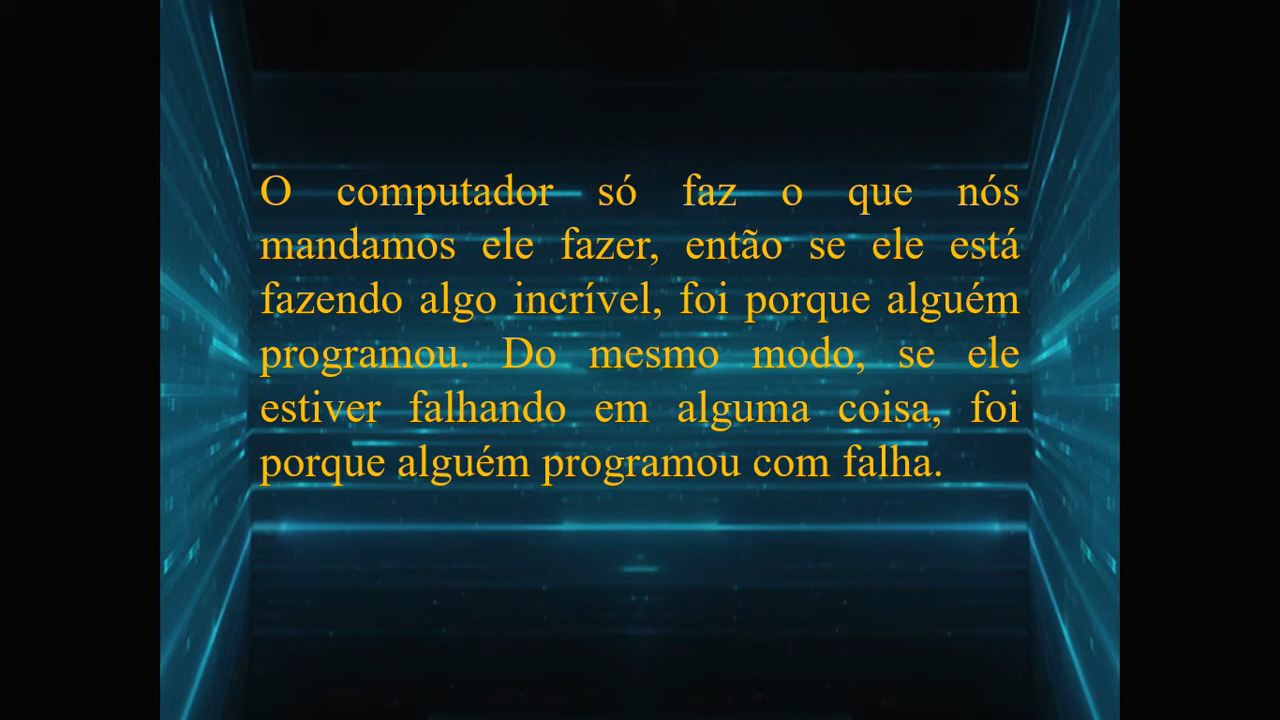 O computador só faz o que nós
mandamos ele fazer, então se ele está
fazendo algo incrível, foi porque alguém
programou. Do mesmo modo, se ele
estiver falhando em alguma coisa, foi
porque alguém programou com falha.